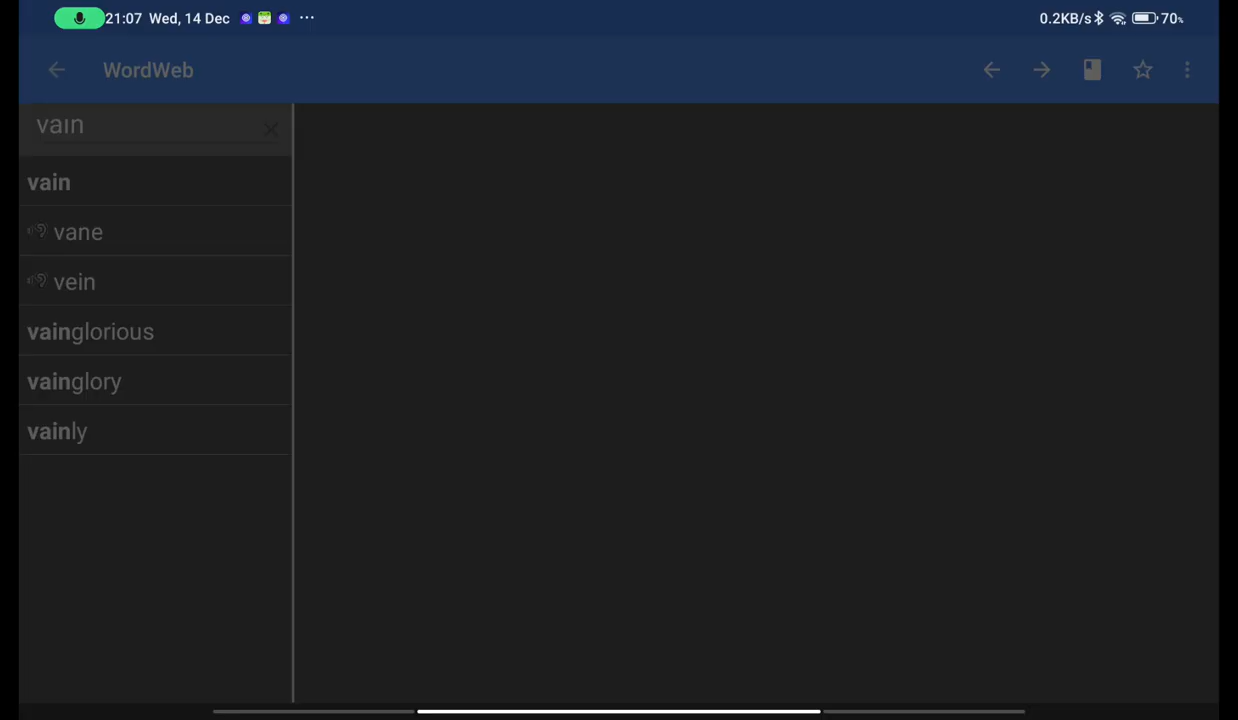 21:07 Wed, 14 Dec ... 0.2KB/s 70%
WordWeb
vain
vain
vane
vein
vainglorious
vainglory
vainly